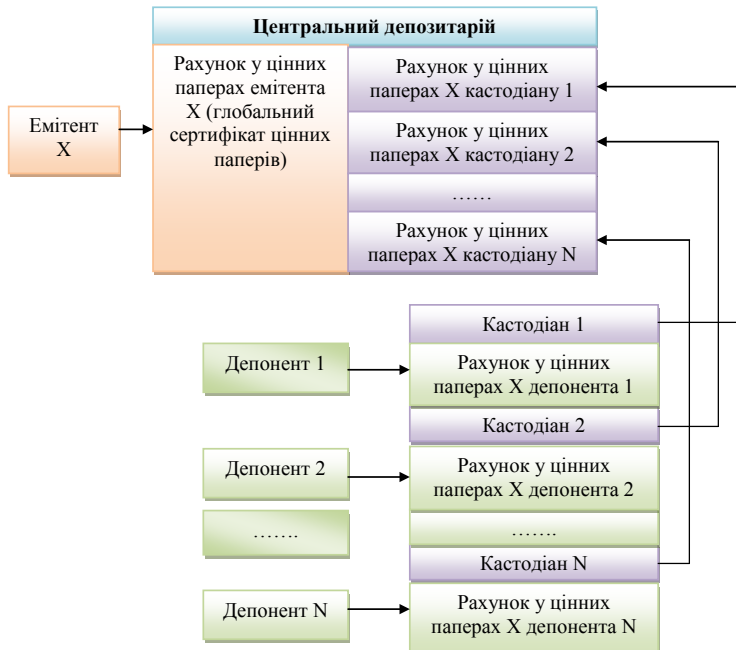 Центральний депозитарій
Емітент
X
Рахунок у цінних
паперах емітента
X (глобальний
сертифікат цінних
паперів)
Рахунок у цінних
паперах X кастодіану 1
Рахунок у цінних
паперах X кастодіану 2
……
Рахунок у цінних
паперах X кастодіану N
Кастодіан 1
Депонент 1
Рахунок у цінних
паперах X депонента 1
Кастодіан 2
Депонент 2
Рахунок у цінних
паперах X депонента 2
…….
…….
Кастодіан N
Депонент N
Рахунок у цінних
паперах X депонента N